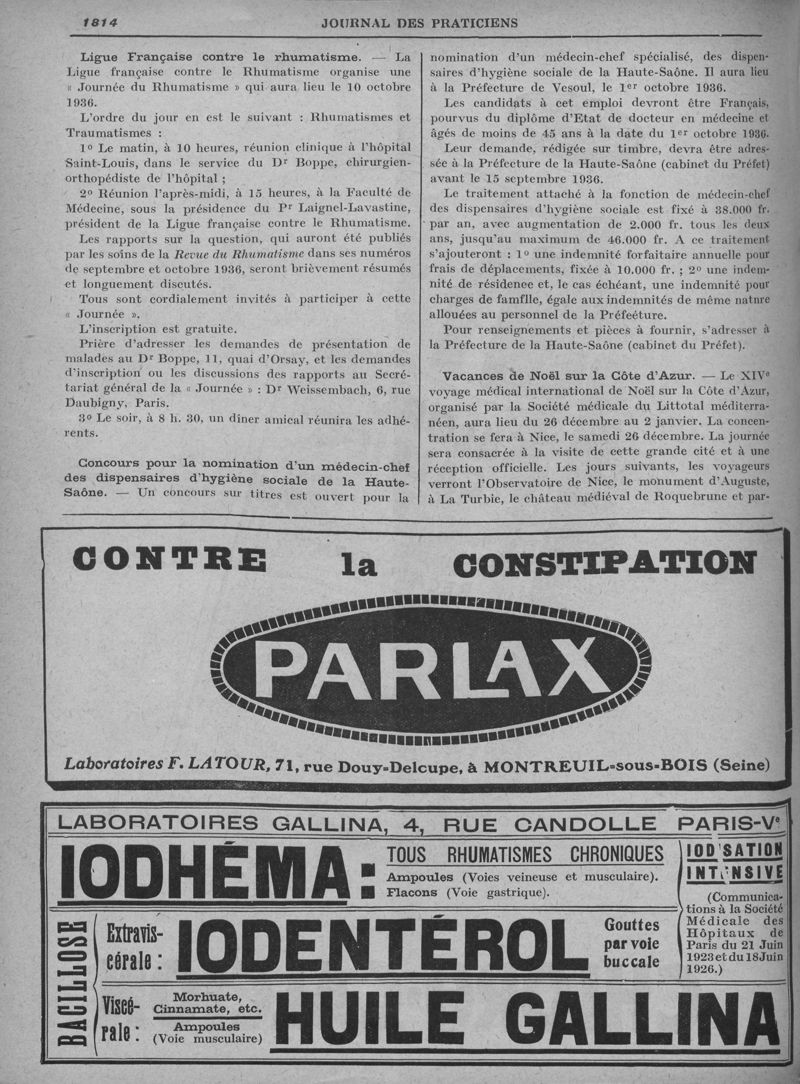 1814
JOURNAL DES PRATICIENS
Ligue Française contre le rhumatisme. — La
Ligue française contre le Rhumatisme organise une
« Journée du Rhumatisme » qui aura lieu le 10 octobre
1936.
L'ordre du jour en est le suivant : Rhumatismes et
Traumatismes :
1º Le matin, à 10 heures, réunion clinique à l'hôpital
Saint-Louis, dans le service du Dr Boppe, chirurgien-
orthopédiste de l'hôpital ;
2º Réunion l'après-midi, à 15 heures, à la Faculté de
Médecine, sous la présidence du Pr Laignel-Lavastine,
président de la Ligue française contre le Rhumatisme.
Les rapports sur la question, qui auront été publiés
par les soins de la Revue du Rhumatisme dans ses numéros
de septembre et octobre 1936, seront brièvement résumés
et longuement discutés.
Tous sont cordialement invités à participer à cette
« Journée ».
L'inscription est gratuite.
Prière d'adresser les demandes de présentation de
malades au Dr Boppe, 11, quai d'Orsay, et les demandes
d'inscription ou les discussions des rapports au Secré-
tariat général de la « Journée » : Dr Weissembach, 6, rue
Daubigny, Paris.
3º Le soir, à 8 h. 30, un dîner amical réunira les adhé-
rents.
Concours pour la nomination d'un médecin-chef
des dispensaires d'hygiène sociale de la Haute-
Saône. — Un concours sur titres est ouvert pour la
nomination d'un médecin-chef spécialisé, des dispen-
saires d'hygiène sociale de la Haute-Saône. Il aura lieu
à la Préfecture de Vesoul, le 1er octobre 1936.
Les candidats à cet emploi devront être Français,
pourvus du diplôme d'Etat de docteur en médecine et
âgés de moins de 45 ans à la date du 1er octobre 1936.
Leur demande, rédigée sur timbre, devra être adres-
sée à la Préfecture de la Haute-Saône (cabinet du Préfet)
avant le 15 septembre 1936.
Le traitement attaché à la fonction de médecin-chef
des dispensaires d'hygiène sociale est fixé à 38.000 fr.
par an, avec augmentation de 2.000 fr. tous les deux
ans, jusqu'au maximum de 46.000 fr. A ce traitement
s'ajouteront : 1º une indemnité forfaitaire annuelle pour
frais de déplacements, fixée à 10.000 fr. ; 2º une indem-
nité de résidence et, le cas échéant, une indemnité pour
charges de famflle, égale aux indemnités de même natnre
allouées au personnel de la Préfeéture.
Pour renseignements et pièces à fournir, s'adresser à
la Préfecture de la Haute-Saône (cabinet du Préfet).
Vacances de Noël sur la Côte d'Azur. — Le XIVe
voyage médical international de Noël sur la Côte d'Azur,
organisé par la Société médicale du Littotal méditerra-
néen, aura lieu du 26 décembre au 2 janvier. La concen-
tration se fera à Nice, le samedi 26 décembre. La journée
sera consacrée à la visite de cette grande cité et à une
réception officielle. Les jours suivants, les voyageurs
verront l'Observatoire de Nice, le monument d'Auguste,
à La Turbie, le château médiéval de Roquebrune et par-
CONTRE la CONSTIPATION
PARLAX
Laboratoires F. LATOUR, 71, rue Douy-Delcupe, à MONTREUIL-sous-BOIS (Seine)
LABORATOIRES GALLINA, 4, RUE CANDOLLE PARIS-Ve
IODHÉMA :
TOUS RHUMATISMES CHRONIQUES
Ampoules (Voies veineuse et musculaire).
Flacons (Voie gastrique).
IODISATION
INTENSIVE
(Communica-
tions à la Société
Médicale des
Hôpitaux de
Paris du 21 Juin
1923 et du 18 Juin
1926.)
BACILLOSE
Extravis-
cérale :
IODENTÉROL
Gouttes
par voie
buccale
Viscé-
rale :
Morhuate,
Cinnamate, etc.
Ampoules
(Voie musculaire)
HUILE GALLINA